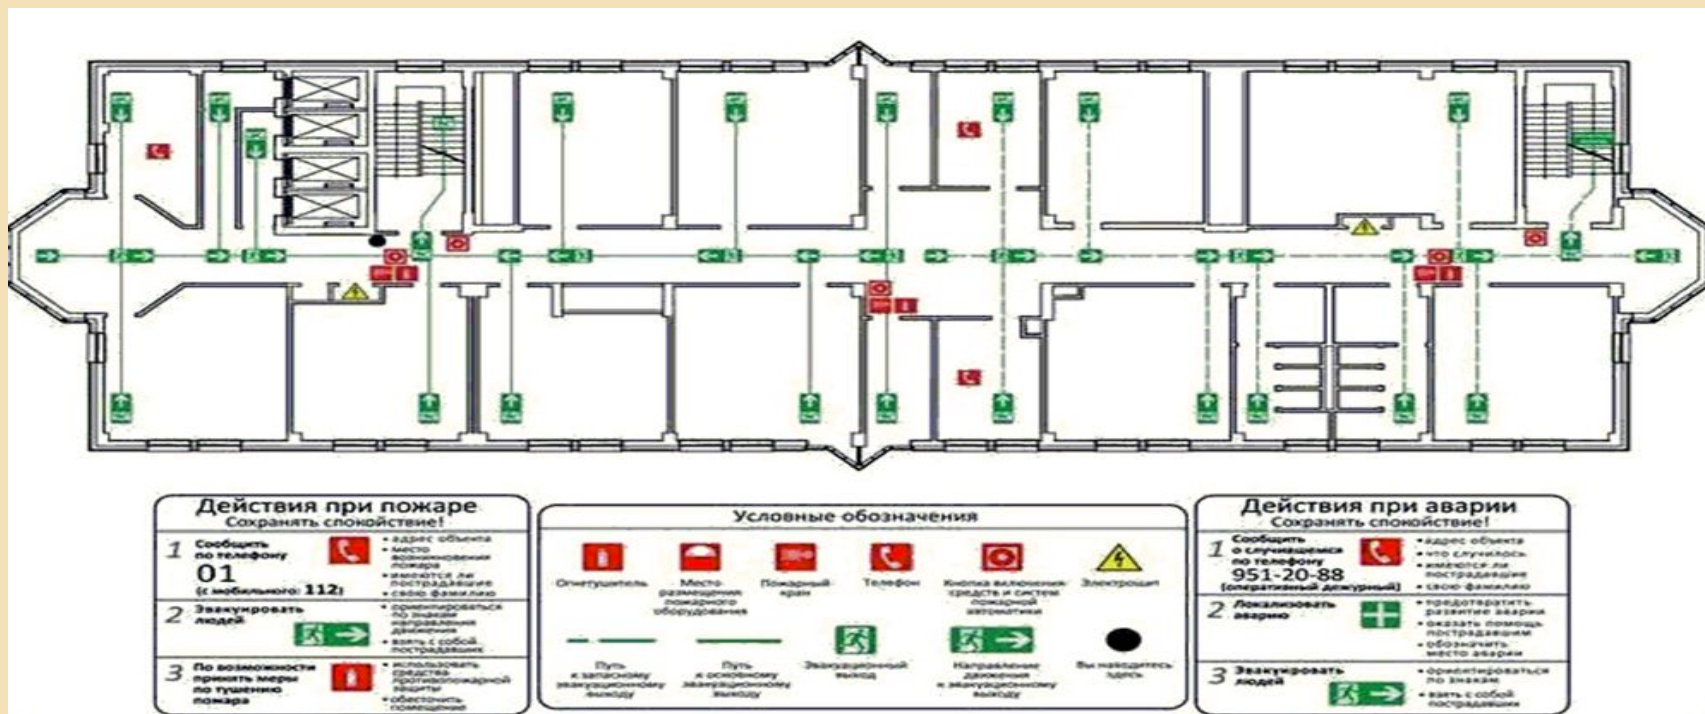 Действия при пожаре
Сохранять спокойствие!
1 Сообщить
по телефону
01
(с мобильного: 112)
• адрес объекта
• место
возникновения
пожара
• имеются ли
пострадавшие
• свою фамилию
2 Эвакуировать
людей
• ориентироваться
по знакам
направления
движения
• взять с собой
пострадавших
3 По возможности
принять меры
по тушению
пожара
• использовать
средства
противопожарной
защиты
• обесточить
помещение
Условные обозначения
Огнетушитель
Место
размещения
пожарного
оборудования
Пожарный
кран
Телефон
Кнопка включения
средств и систем
пожарной
автоматики
Электрощит
Путь
к запасному
эвакуационному
выходу
Путь
к основному
эвакуационному
выходу
Эвакуационный
выход
Направление
движения
к эвакуационному
выходу
Вы находитесь
здесь
Действия при аварии
Сохранять спокойствие!
1 Сообщить
о случившемся
по телефону
951-20-88
(оперативный дежурный)
• адрес объекта
• что случилось
• имеются ли
пострадавшие
• свою фамилию
2 Локализовать
аварию
• предотвратить
развитие аварии
• оказать помощь
пострадавшим
• обозначить
место аварии
3 Эвакуировать
людей
• ориентироваться
по знакам
• взять с собой
пострадавших